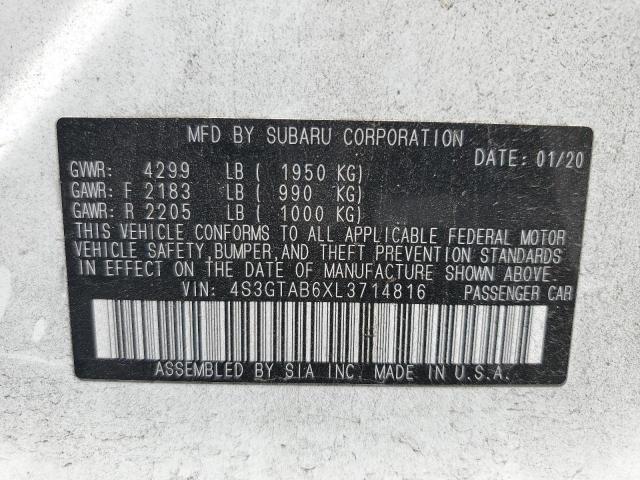 MFD BY SUBARU CORPORATION
DATE: 01/20
GVWR: 4299 LB ( 1950 KG)
GAWR: F 2183 LB ( 990 KG)
GAWR: R 2205 LB ( 1000 KG)
THIS VEHICLE CONFORMS TO ALL APPLICABLE FEDERAL MOTOR
VEHICLE SAFETY, BUMPER, AND THEFT PREVENTION STANDARDS
IN EFFECT ON THE DATE OF MANUFACTURE SHOWN ABOVE.
VIN: 4S3GTAB6XL3714816 PASSENGER CAR
ASSEMBLED BY SIA INC. MADE IN U.S.A.